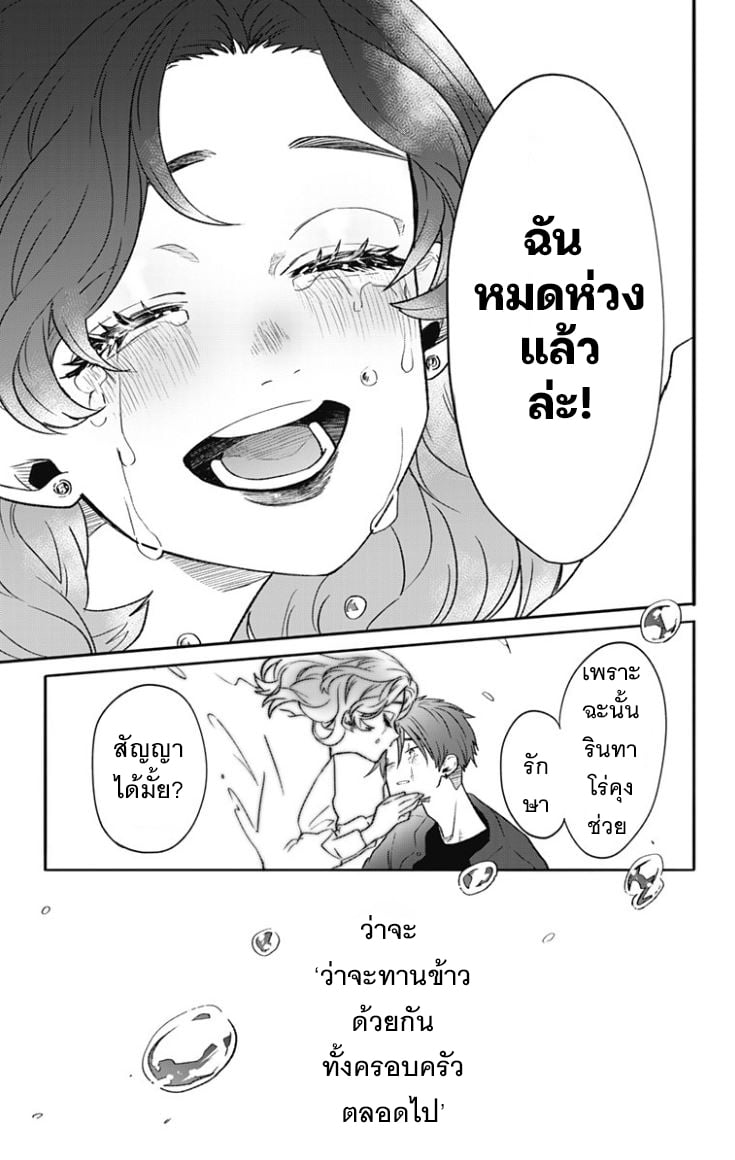 ฉัน
หมดห่วง
แล้ว
ล่ะ!
เพราะ
ฉะนั้น
รินทา
โร่คุง
ช่วย
รัก
ษา
สัญญา
ได้มั้ย?
ว่าจะ
‘ว่าจะทานข้าว
ด้วยกัน
ทั้งครอบครัว
ตลอดไป’